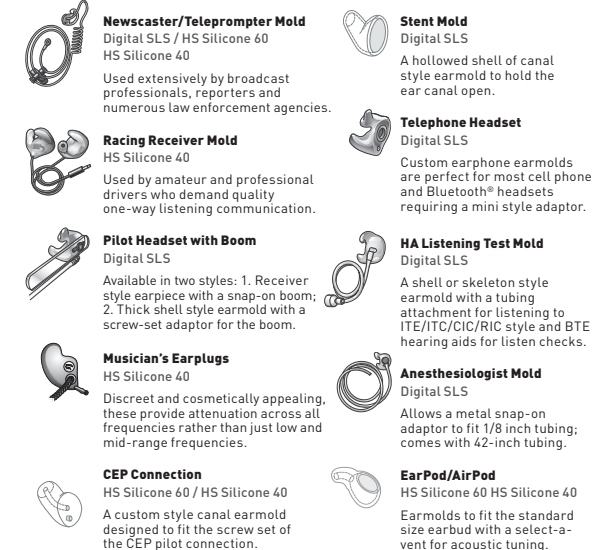 Newscaster/Teleprompter Mold
Digital SLS / HS Silicone 60
HS Silicone 40
Used extensively by broadcast
professionals, reporters and
numerous law enforcement agencies.
Racing Receiver Mold
HS Silicone 40
Used by amateur and professional
drivers who demand quality
one-way listening communication.
Pilot Headset with Boom
Digital SLS
Available in two styles: 1. Receiver
style earpiece with a snap-on boom;
2. Thick shell style earmold with a
screw-set adaptor for the boom.
Musician's Earplugs
HS Silicone 40
Discreet and cosmetically appealing,
these provide attenuation across all
frequencies rather than just low and
mid-range frequencies.
CEP Connection
HS Silicone 60 / HS Silicone 40
A custom style canal earmold
designed to fit the screw set of
the CEP pilot connection.
Stent Mold
Digital SLS
A hollowed shell of canal
style earmold to hold the
ear canal open.
Telephone Headset
Digital SLS
Custom earphone earmolds
are perfect for most cell phone
and Bluetooth® headsets
requiring a mini style adaptor.
HA Listening Test Mold
Digital SLS
A shell or skeleton style
earmold with a tubing
attachment for listening to
ITE/ITC/CIC/RIC style and BTE
hearing aids for listen checks.
Anesthesiologist Mold
Digital SLS
Allows a metal snap-on
adaptor to fit 1/8 inch tubing;
comes with 42-inch tubing.
EarPod/AirPod
HS Silicone 60 HS Silicone 40
Earmolds to fit the standard
size earbud with a select-a-
vent for acoustic tuning.